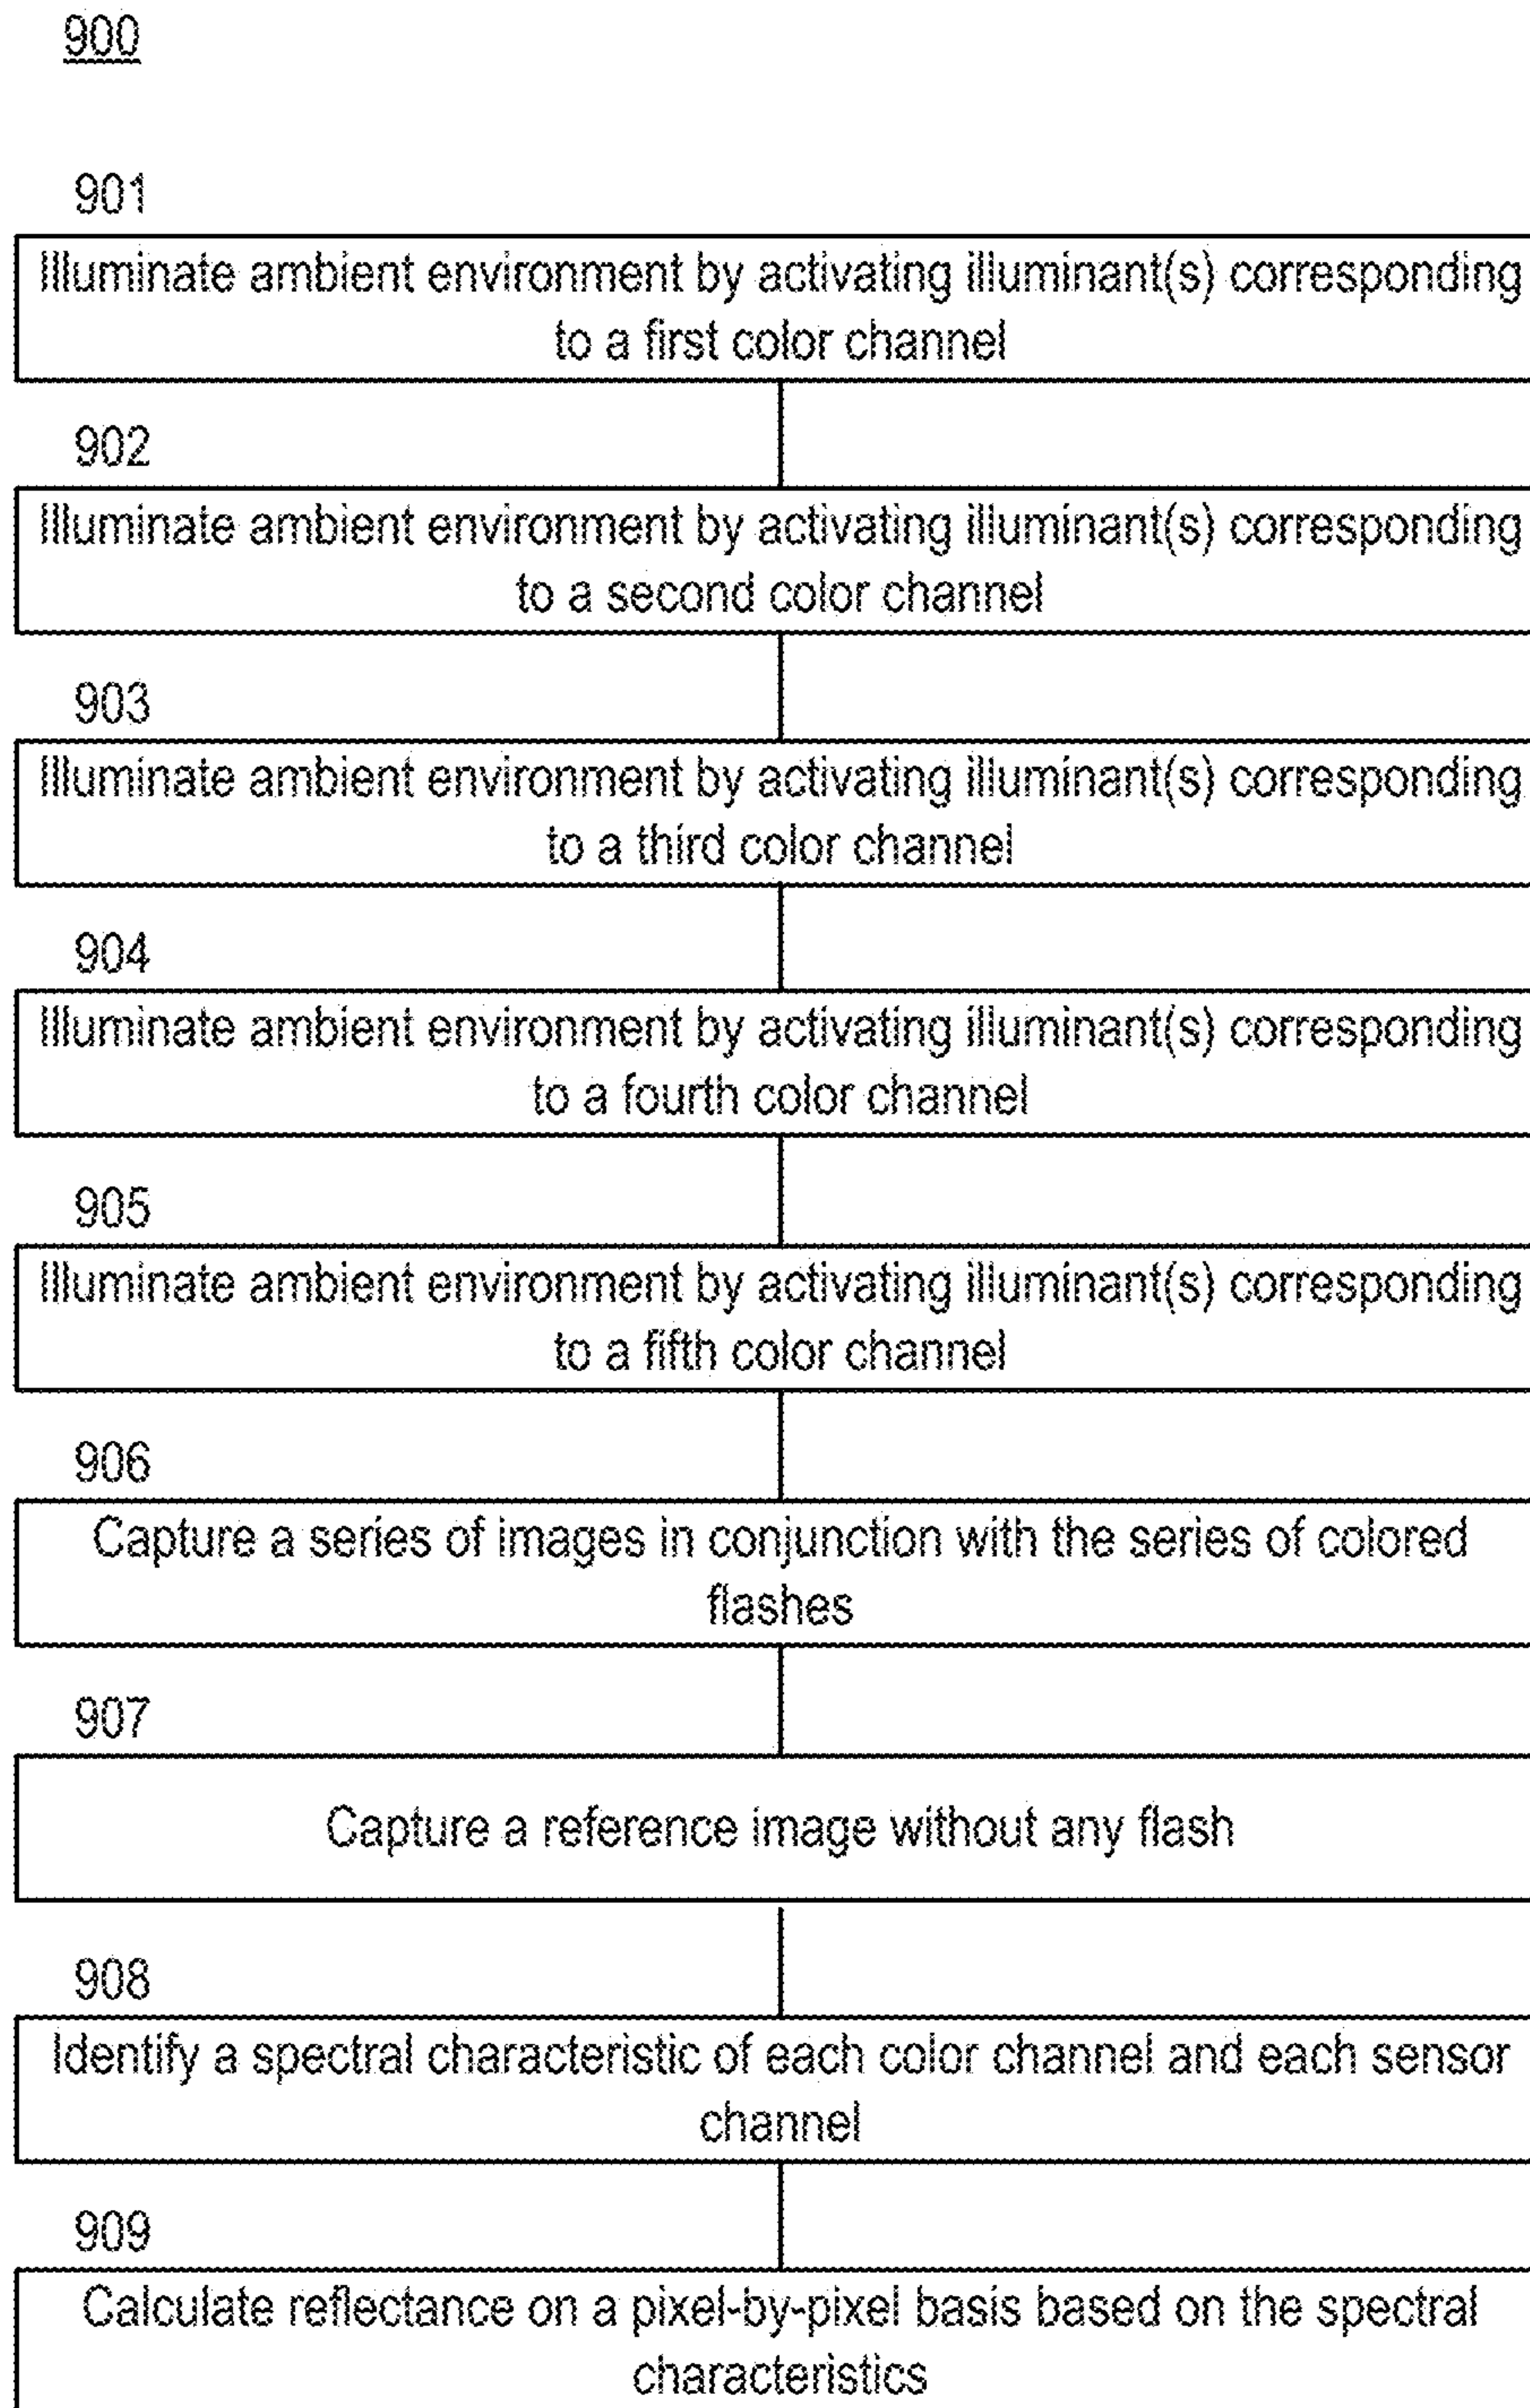 900
901
Illuminate ambient environment by activating illuminant(s) corresponding
to a first color channel
902
Illuminate ambient environment by activating illuminant(s) corresponding
to a second color channel
903
Illuminate ambient environment by activating illuminant(s) corresponding
to a third color channel
904
Illuminate ambient environment by activating illuminant(s) corresponding
to a fourth color channel
905
Illuminate ambient environment by activating illuminant(s) corresponding
to a fifth color channel
906
Capture a series of images in conjunction with the series of colored
flashes
907
Capture a reference image without any flash
908
Identify a spectral characteristic of each color channel and each sensor
channel
909
Calculate reflectance on a pixel-by-pixel basis based on the spectral
characteristics